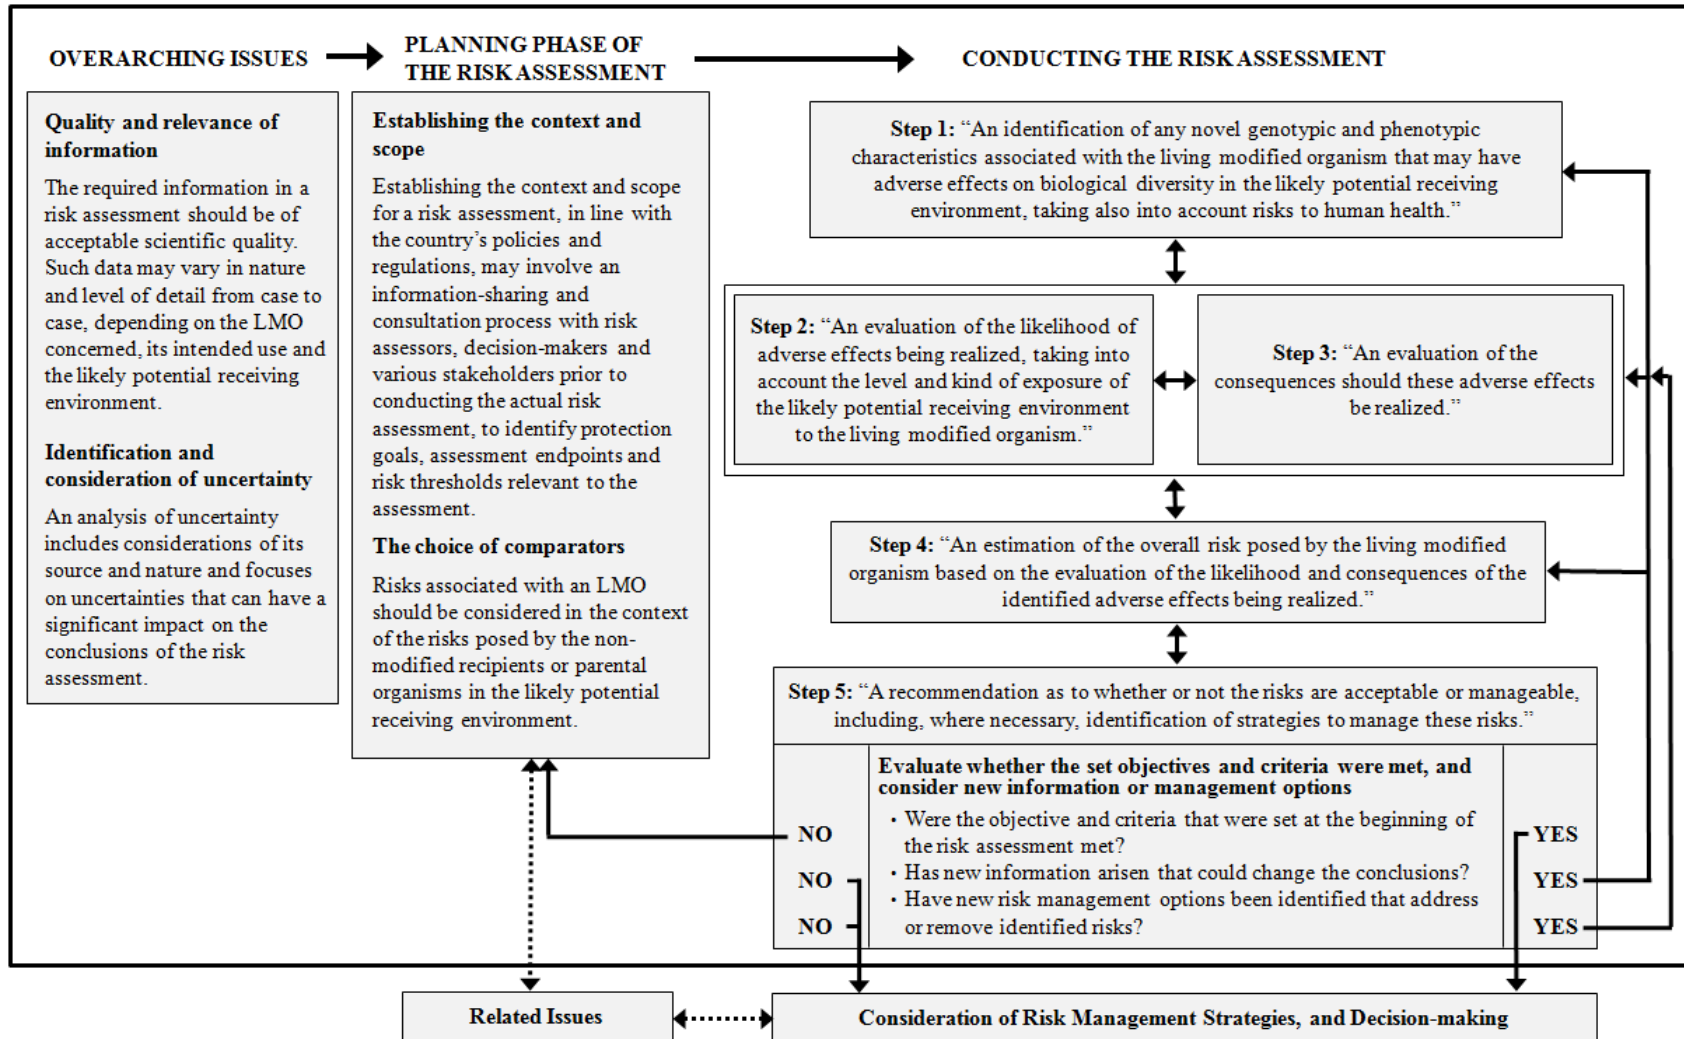 OVERARCHING ISSUES
PLANNING PHASE OF
THE RISK ASSESSMENT
CONDUCTING THE RISK ASSESSMENT
Quality and relevance of
information
The required information in a
risk assessment should be of
acceptable scientific quality.
Such data may vary in nature
and level of detail from case to
case, depending on the LMO
concerned, its intended use and
the likely potential receiving
environment.
Identification and
consideration of uncertainty
An analysis of uncertainty
includes considerations of its
source and nature and focuses
on uncertainties that can have a
significant impact on the
conclusions of the risk
assessment.
Establishing the context and
scope
Establishing the context and scope
for a risk assessment, in line with
the country’s policies and
regulations, may involve an
information-sharing and
consultation process with risk
assessors, decision-makers and
various stakeholders prior to
conducting the actual risk
assessment, to identify protection
goals, assessment endpoints and
risk thresholds relevant to the
assessment.
The choice of comparators
Risks associated with an LMO
should be considered in the context
of the risks posed by the non-
modified recipients or parental
organisms in the likely potential
receiving environment.
Step 1: “An identification of any novel genotypic and phenotypic
characteristics associated with the living modified organism that may have
adverse effects on biological diversity in the likely potential receiving
environment, taking also into account risks to human health.”
Step 2: “An evaluation of the likelihood of
adverse effects being realized, taking into
account the level and kind of exposure of
the likely potential receiving environment
to the living modified organism.”
Step 3: “An evaluation of the
consequences should these adverse effects
be realized.”
Step 4: “An estimation of the overall risk posed by the living modified
organism based on the evaluation of the likelihood and consequences of the
identified adverse effects being realized.”
Step 5: “A recommendation as to whether or not the risks are acceptable or manageable,
including, where necessary, identification of strategies to manage these risks.”
Evaluate whether the set objectives and criteria were met, and
consider new information or management options
• Were the objective and criteria that were set at the beginning of
the risk assessment met?
• Has new information arisen that could change the conclusions?
• Have new risk management options been identified that address
or remove identified risks?
NO
NO
NO
YES
YES
YES
Related Issues
Consideration of Risk Management Strategies, and Decision-making